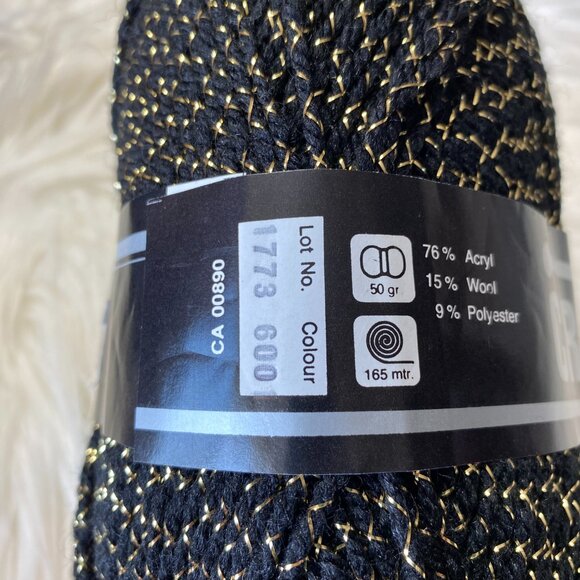 CA 00890
Lot No. Colour
1773 600
50 gr.
165 mtr.
76% Acryl
15% Wool
9% Polyester